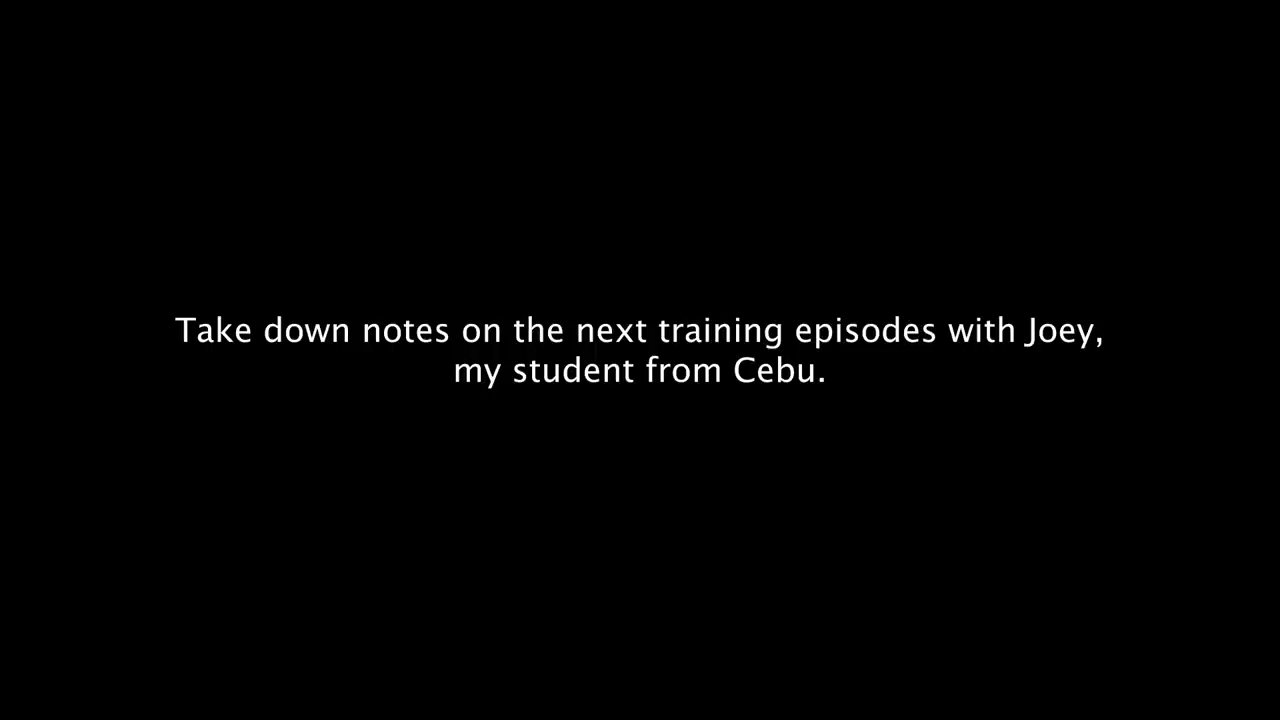 Take down notes on the next training episodes with Joey,
my student from Cebu.